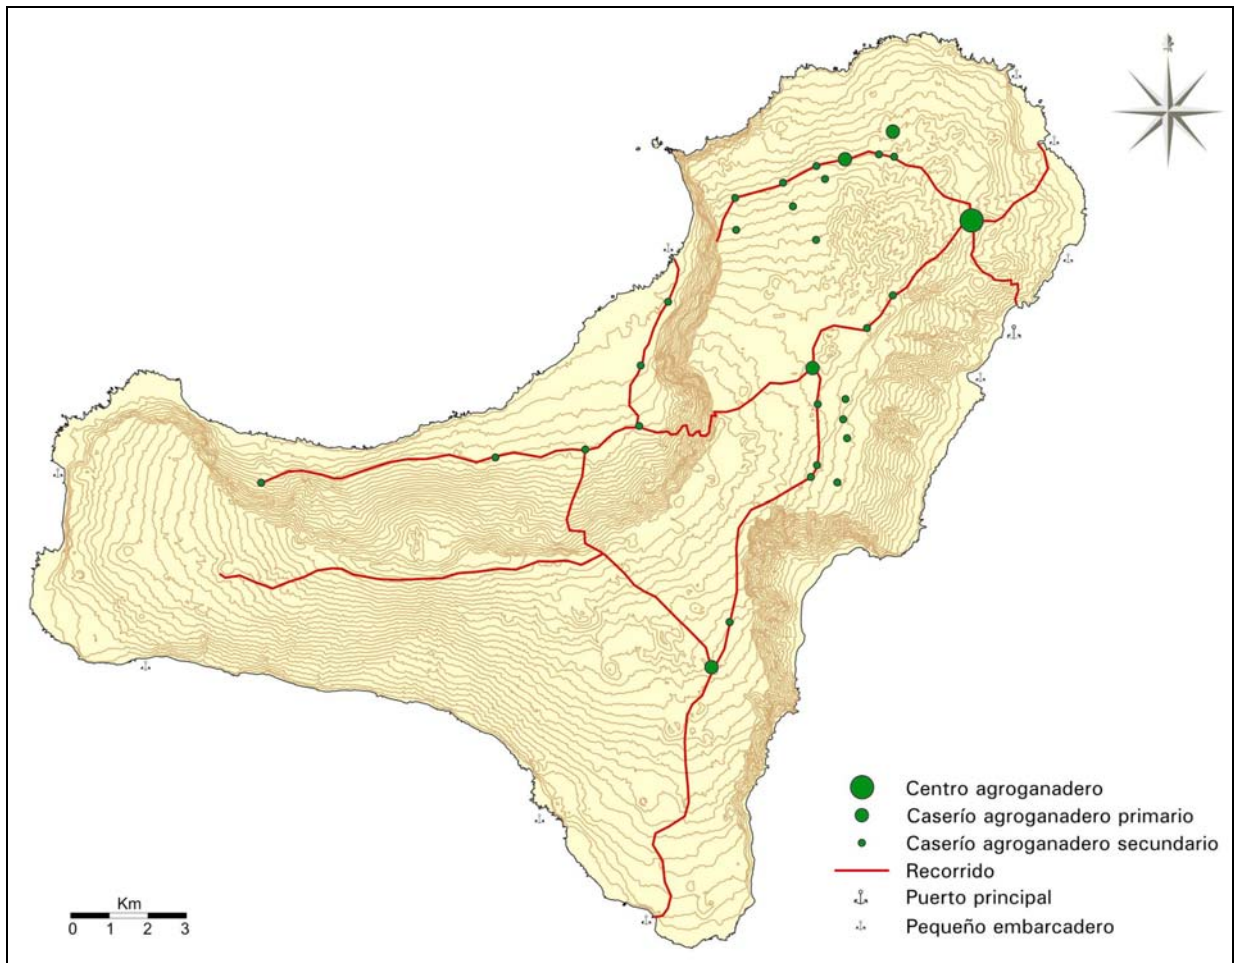 Centro agroganadero
Caserío agroganadero primario
Caserío agroganadero secundario
Recorrido
Puerto principal
Pequeño embarcadero
Km
0 1 2 3